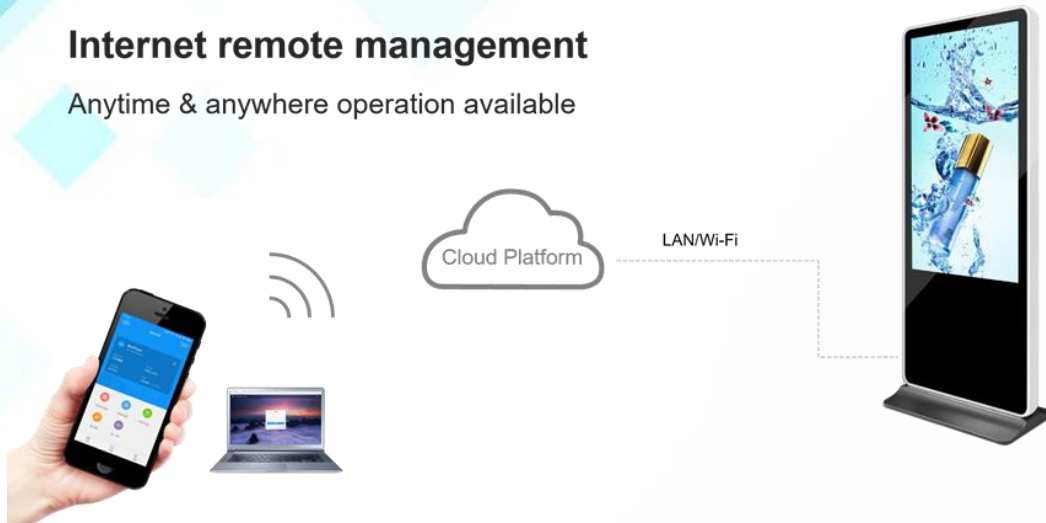 Internet remote management
Anytime & anywhere operation available
Cloud Platform
LAN/Wi-Fi